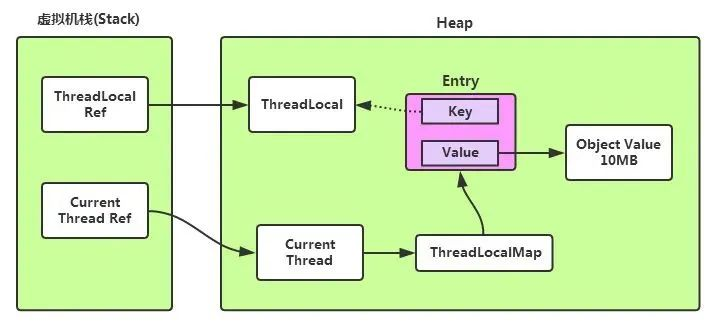 虚拟机栈(Stack)
Heap
ThreadLocal
Ref
ThreadLocal
Entry
Key
Value
Object Value
10MB
Current
Thread Ref
Current
Thread
ThreadLocalMap